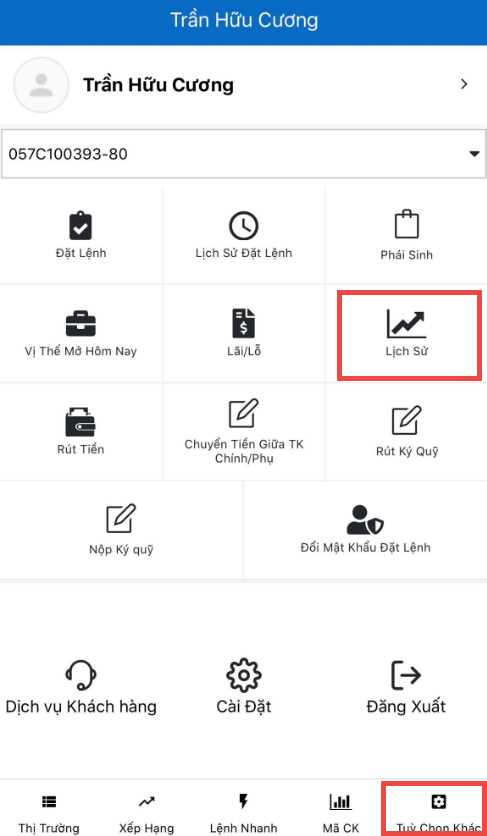 Trần Hữu Cương
Trần Hữu Cương
057C100393-80
Đặt Lệnh
Lịch Sử Đặt Lệnh
Phái Sinh
Vị Thế Mở Hôm Nay
Lãi/Lỗ
Lịch Sử
Rút Tiền
Chuyển Tiền Giữa TK
Chính/Phụ
Rút Ký Quỹ
Nộp Ký quỹ
Đổi Mật Khẩu Đặt Lệnh
Dịch vụ Khách hàng
Cài Đặt
Đăng Xuất
Thị Trường
Xếp Hạng
Lệnh Nhanh
Mã CK
Tuỳ Chọn Khác